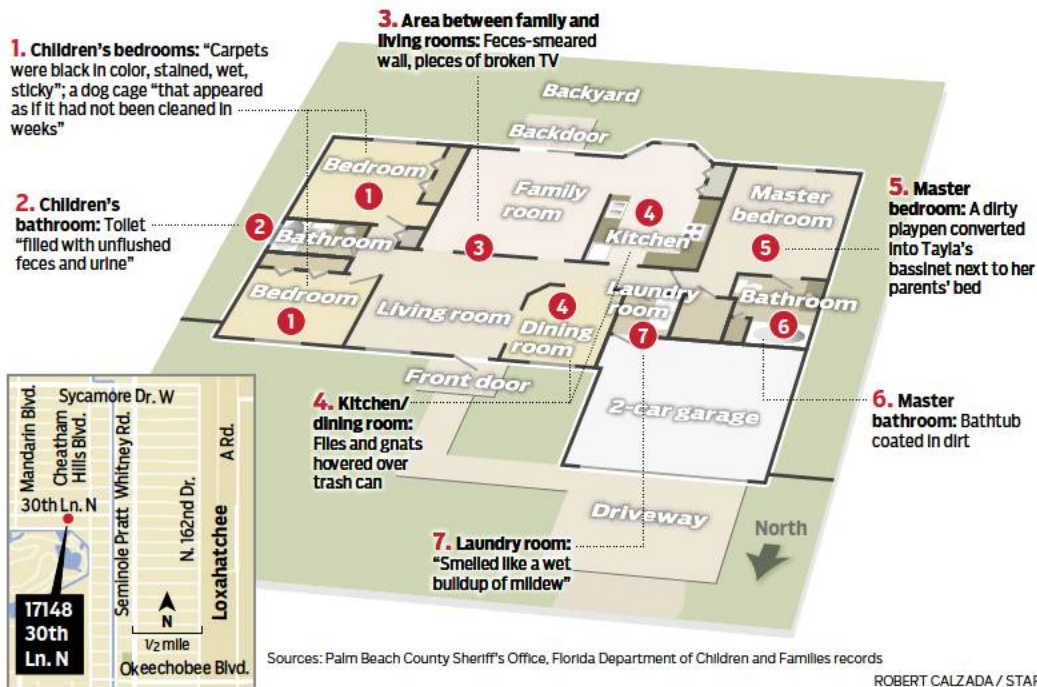 1. Children's bedrooms: "Carpets
were black in color, stained, wet,
sticky"; a dog cage "that appeared
as if it had not been cleaned in
weeks"
3. Area between family and
living rooms: Feces-smeared
wall, pieces of broken TV
2. Children's
bathroom: Toilet
"filled with unflushed
feces and urine"
Backyard
Backdoor
Bedroom
1
Family
room
4
Kitchen
Master
bedroom
5
2
Bathroom
3
Bedroom
1
Living room
4
Dining
room
Laundry
room
7
Bathroom
6
Front door
2-car garage
Driveway
North
5. Master
bedroom: A dirty
playpen converted
into Tayla's
bassinet next to her
parents' bed
4. Kitchen/
dining room:
Flies and gnats
hovered over
trash can
6. Master
bathroom: Bathtub
coated in dirt
7. Laundry room:
"Smelled like a wet
buildup of mildew"
Sycamore Dr. W
Mandarin Blvd.
Cheatham
Hills Blvd.
Seminole Pratt Whitney Rd.
N. 162nd Dr.
A Rd.
Loxahatchee
30th Ln. N
17148
30th
Ln. N
N
1/2 mile
Okeechobee Blvd.
Sources: Palm Beach County Sheriff's Office, Florida Department of Children and Families records
ROBERT CALZADA / STAF